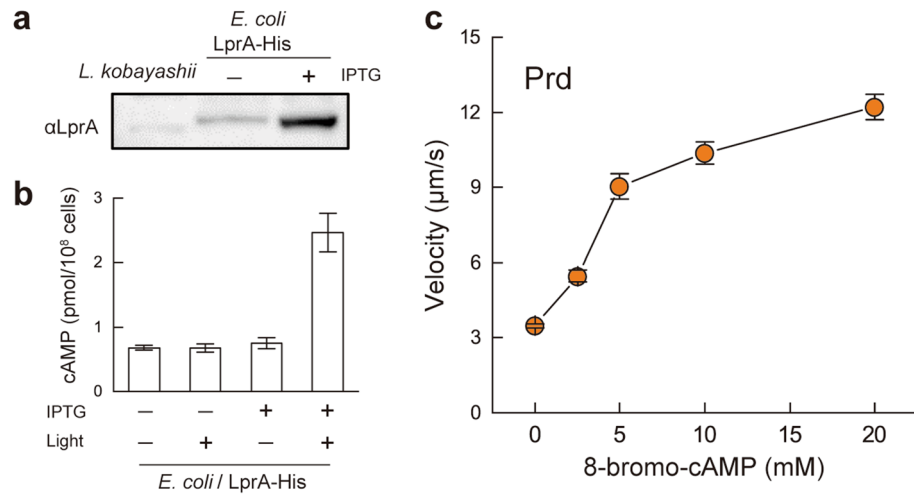 a
E. coli
LprA-His
L. kobayashii – + IPTG
αLprA
b
cAMP (pmol/10⁸ cells)
3
2
1
0
IPTG – – + +
Light – + – +
E. coli / LprA-His
c
Prd
Velocity (µm/s)
15
12
9
6
3
0
0 5 10 15 20
8-bromo-cAMP (mM)